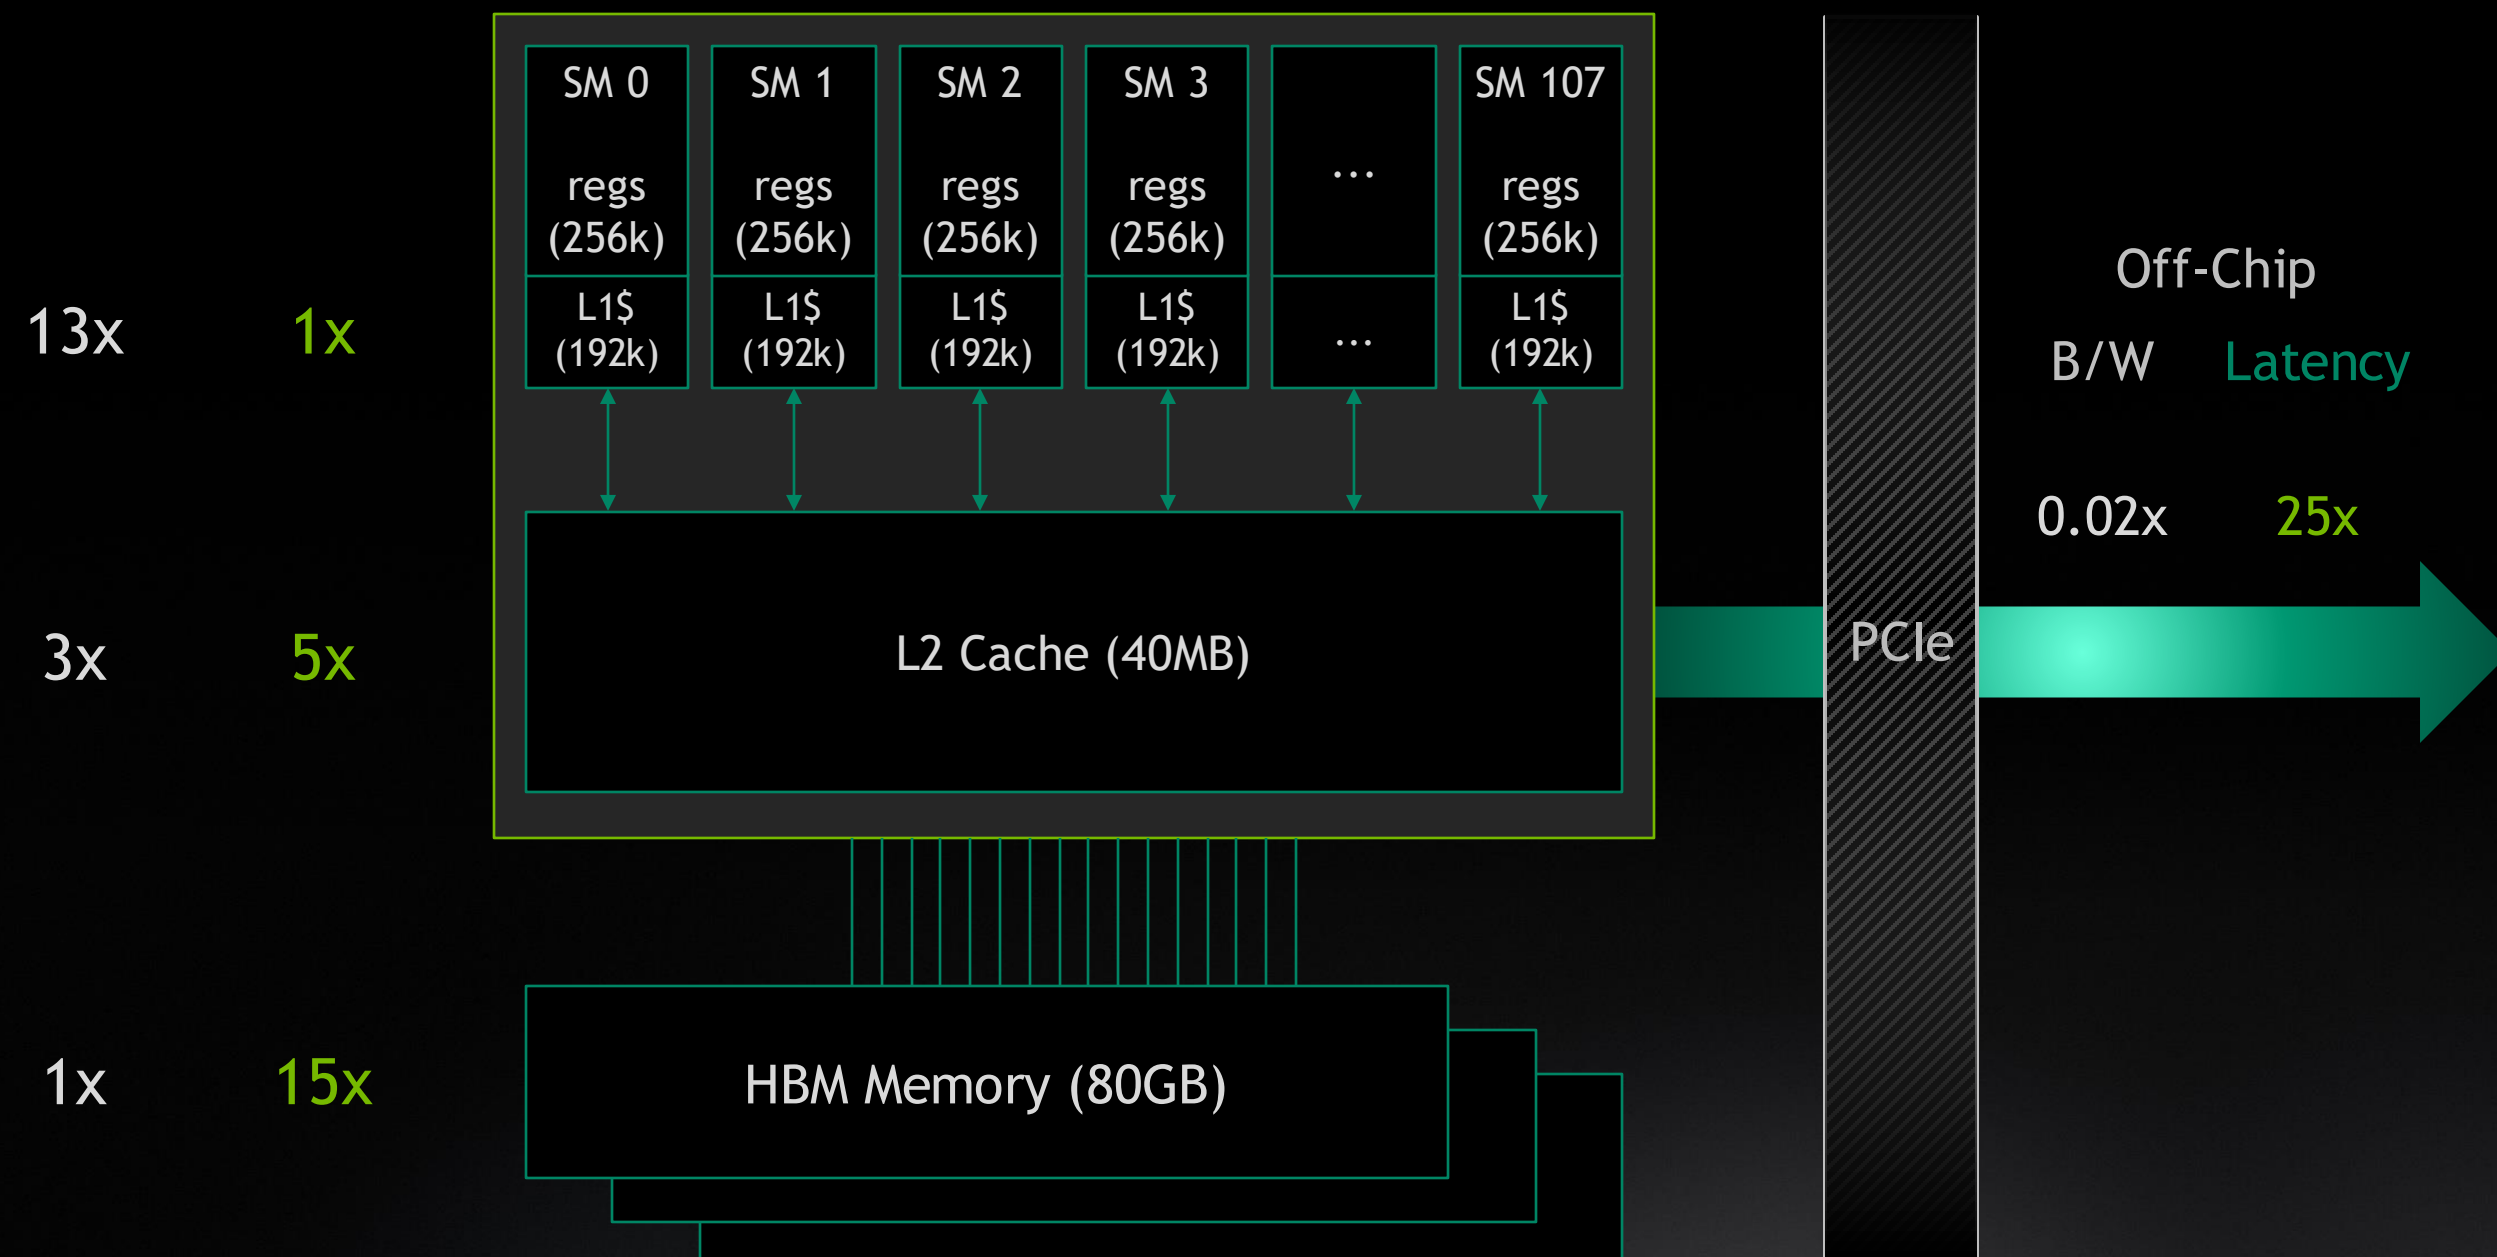 SM 0
regs
(256k)
L1$
(192k)
SM 1
regs
(256k)
L1$
(192k)
SM 2
regs
(256k)
L1$
(192k)
SM 3
regs
(256k)
L1$
(192k)
...
...
SM 107
regs
(256k)
L1$
(192k)
13x 1x
Off-Chip
B/W Latency
0.02x 25x
3x 5x
L2 Cache (40MB)
PCIe
1x 15x
HBM Memory (80GB)